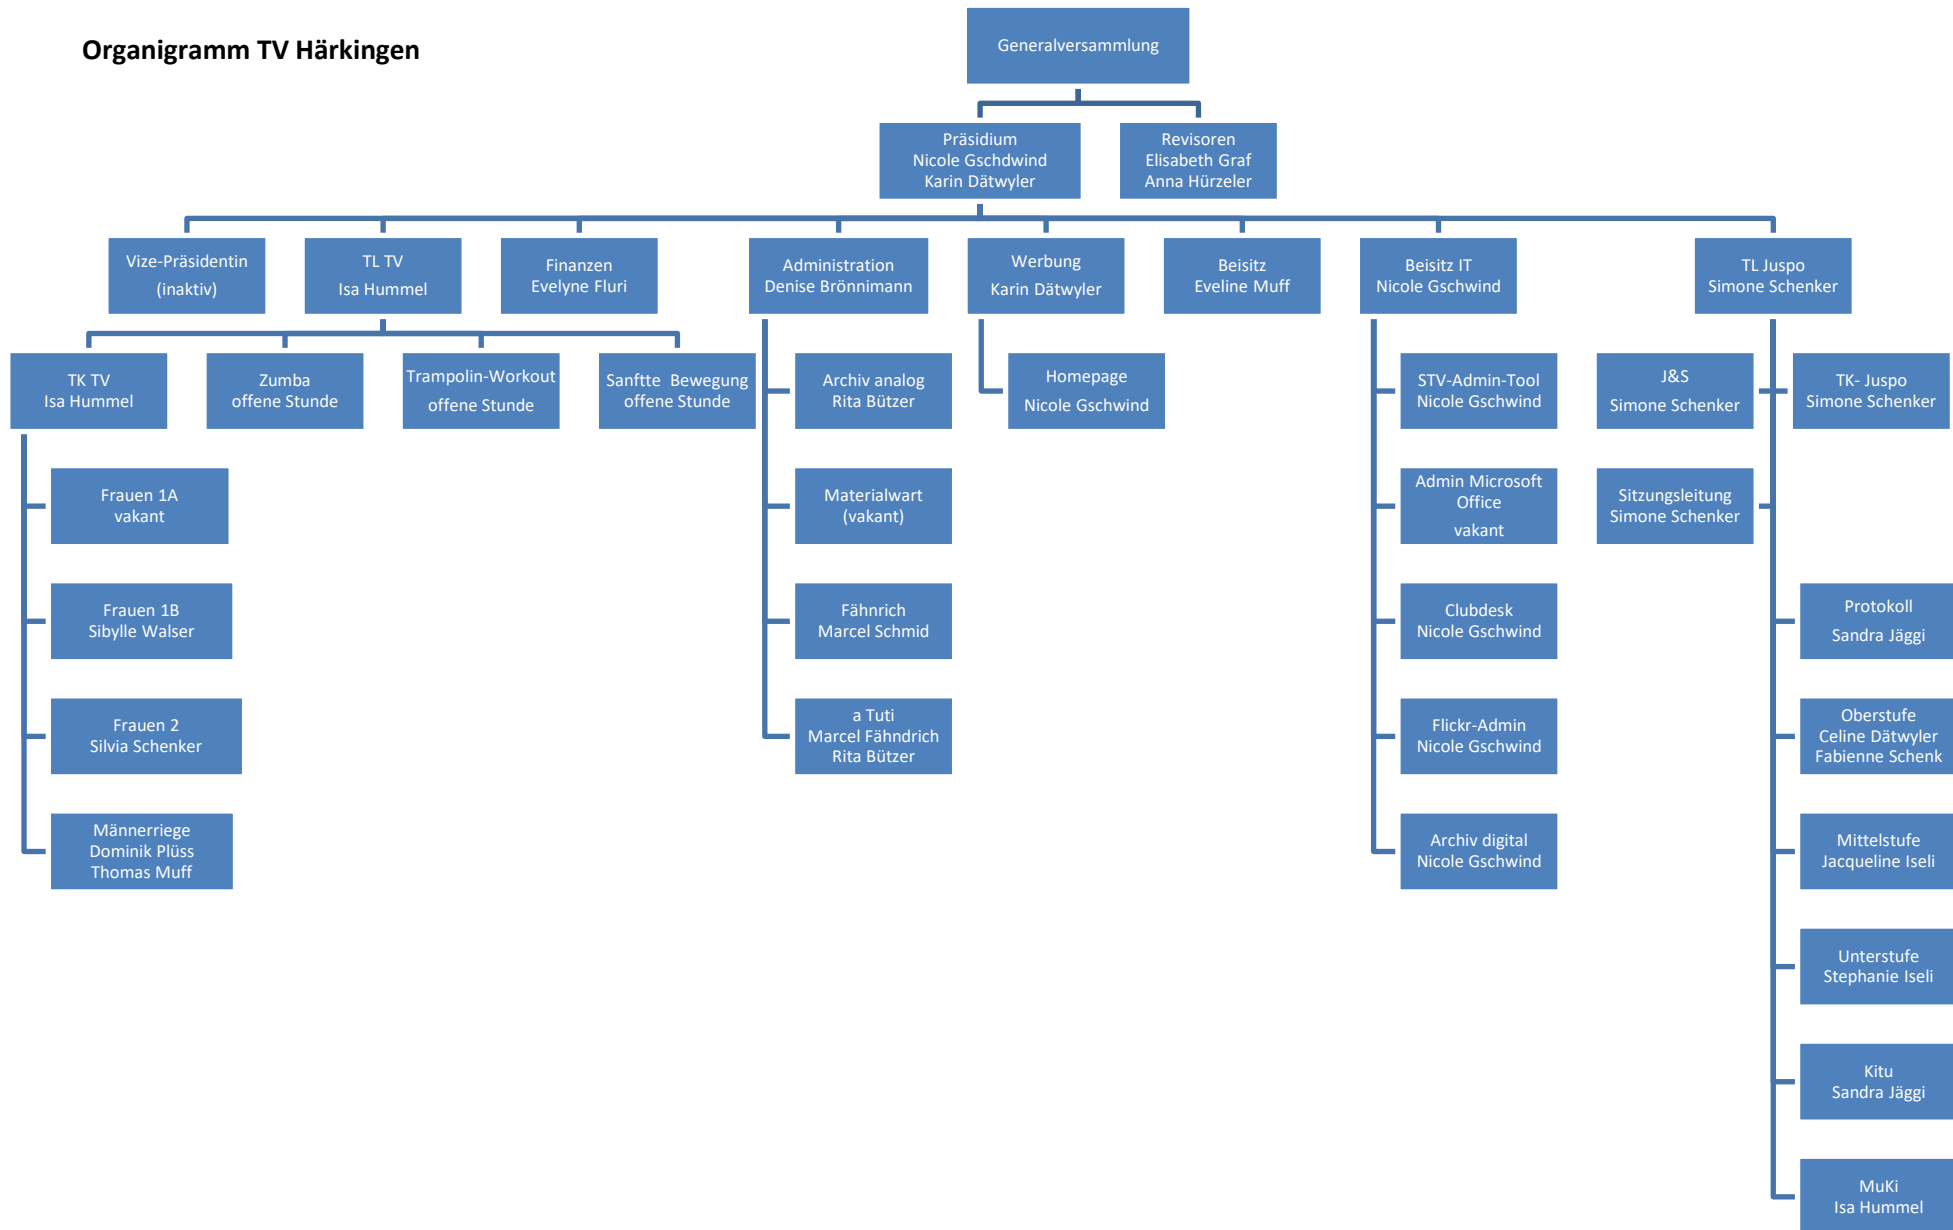 Organigramm TV Härkingen
Generalversammlung
Präsidium
Nicole Gschdwind
Karin Dätwyler
Revisoren
Elisabeth Graf
Anna Hürzeler
Vize-Präsidentin
(inaktiv)
TL TV
Isa Hummel
Finanzen
Evelyne Fluri
Administration
Denise Brönnimann
Werbung
Karin Dätwyler
Beisitz
Eveline Muff
Beisitz IT
Nicole Gschwind
TL Juspo
Simone Schenker
TK TV
Isa Hummel
Zumba
offene Stunde
Trampolin-Workout
offene Stunde
Sanftte  Bewegung
offene Stunde
Archiv analog
Rita Bützer
Homepage
Nicole Gschwind
STV-Admin-Tool
Nicole Gschwind
J&S
Simone Schenker
TK- Juspo
Simone Schenker
Frauen 1A
vakant
Materialwart
(vakant)
Admin Microsoft
Office
vakant
Sitzungsleitung
Simone Schenker
Frauen 1B
Sibylle Walser
Fähnrich
Marcel Schmid
Clubdesk
Nicole Gschwind
Protokoll
Sandra Jäggi
Frauen 2
Silvia Schenker
a Tuti
Marcel Fähndrich
Rita Bützer
Flickr-Admin
Nicole Gschwind
Oberstufe
Celine Dätwyler
Fabienne Schenk
Männerriege
Dominik Plüss
Thomas Muff
Archiv digital
Nicole Gschwind
Mittelstufe
Jacqueline Iseli
Unterstufe
Stephanie Iseli
Kitu
Sandra Jäggi
MuKi
Isa Hummel